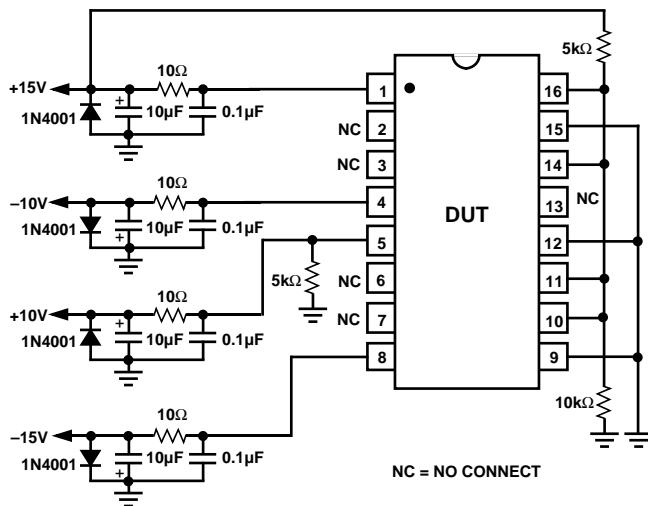 5kΩ
+15V
10Ω
1
16
+
1N4001
10µF
0.1µF
NC
2
15
NC
3
14
10Ω
–10V
4
13
NC
1N4001
10µF
0.1µF
+
DUT
5
12
5kΩ
NC
6
11
10Ω
+10V
NC
7
10
+
1N4001
10µF
0.1µF
8
9
10kΩ
10Ω
–15V
1N4001
10µF
0.1µF
+
NC = NO CONNECT